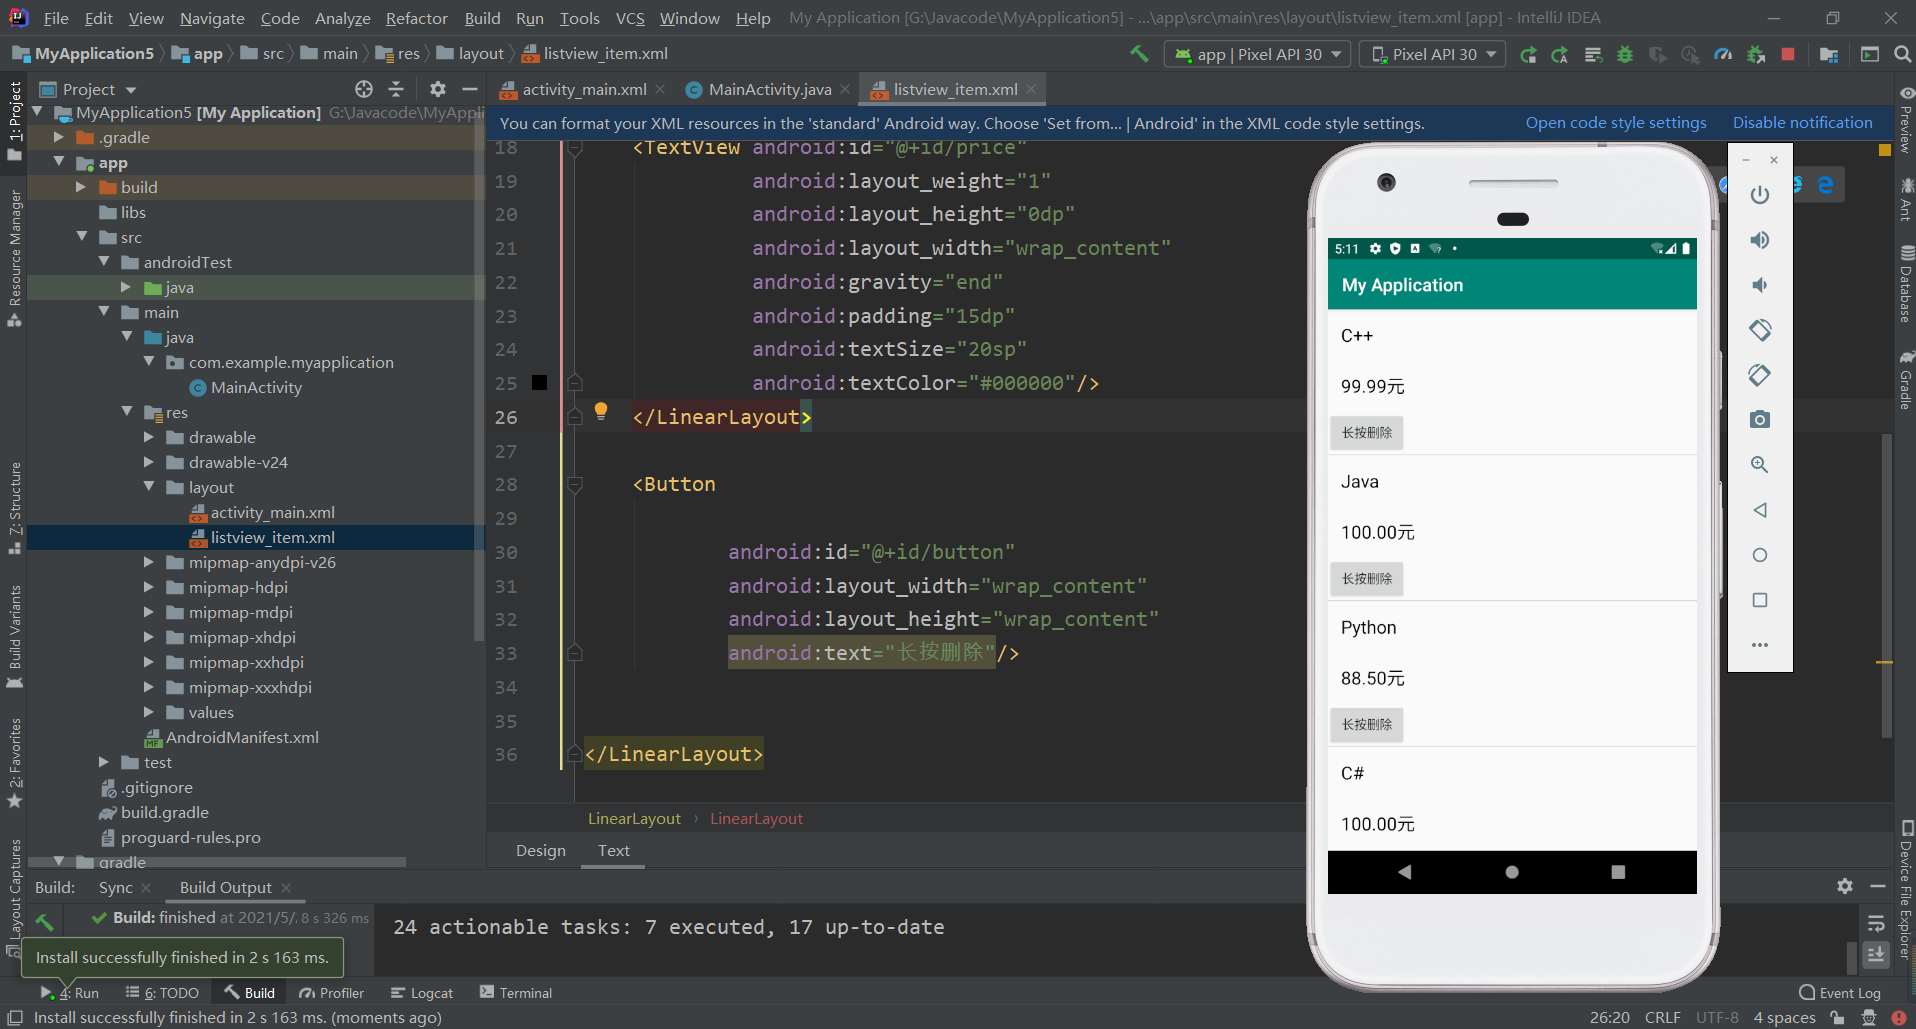 File Edit View Navigate Code Analyze Refactor Build Run Tools VCS Window Help My Application [G:\Javacode\MyApplication5] - ...\app\src\main\res\layout\listview_item.xml [app] - IntelliJ IDEA
MyApplication5 app src main res layout listview_item.xml
app | Pixel API 30
Pixel API 30
Project
activity_main.xml
MainActivity.java
listview_item.xml
You can format your XML resources in the 'standard' Android way. Choose 'Set from... | Android' in the XML code style settings.
Open code style settings
Disable notification
1: Project
Resource Manager
Z: Structure
Build Variants
2: Favorites
Layout Captures
MyApplication5 [My Application] G:\Javacode\MyAppli
.gradle
app
build
libs
src
androidTest
java
main
java
com.example.myapplication
MainActivity
res
drawable
drawable-v24
layout
activity_main.xml
listview_item.xml
mipmap-anydpi-v26
mipmap-hdpi
mipmap-mdpi
mipmap-xhdpi
mipmap-xxhdpi
mipmap-xxxhdpi
values
AndroidManifest.xml
test
.gitignore
build.gradle
proguard-rules.pro
gradle
18 <TextView android:id="@+id/price"
19 android:layout_weight="1"
20 android:layout_height="0dp"
21 android:layout_width="wrap_content"
22 android:gravity="end"
23 android:padding="15dp"
24 android:textSize="20sp"
25 android:textColor="#000000"/>
26 </LinearLayout>
27
28 <Button
29
30 android:id="@+id/button"
31 android:layout_width="wrap_content"
32 android:layout_height="wrap_content"
33 android:text="长按删除"/>
34
35
36 </LinearLayout>
LinearLayout › LinearLayout
Design Text
5:11
My Application
C++
99.99元
长按删除
Java
100.00元
长按删除
Python
88.50元
长按删除
C#
100.00元
Preview
Ant
Database
Gradle
Device File Explorer
Build: Sync Build Output
Build: finished at 2021/5/. 8 s 326 ms
24 actionable tasks: 7 executed, 17 up-to-date
Install successfully finished in 2 s 163 ms.
4: Run 6: TODO Build Profiler Logcat Terminal Event Log
Install successfully finished in 2 s 163 ms. (moments ago)
26:20 CRLF UTF-8 4 spaces